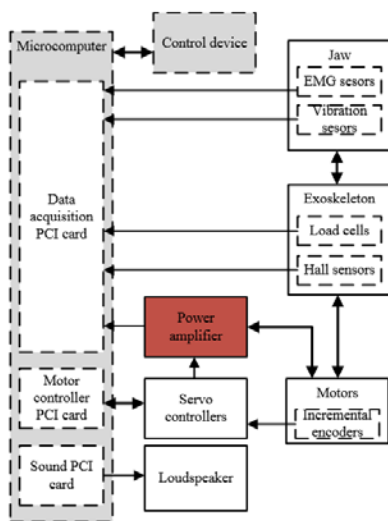 Microcomputer
Control device
Jaw
EMG sesors
Vibration
sesors
Data
acquisition
PCI card
Exoskeleton
Load cells
Hall sensors
Power
amplifier
Motor
controller
PCI card
Servo
controllers
Motors
Incremental
encoders
Sound PCI
card
Loudspeaker